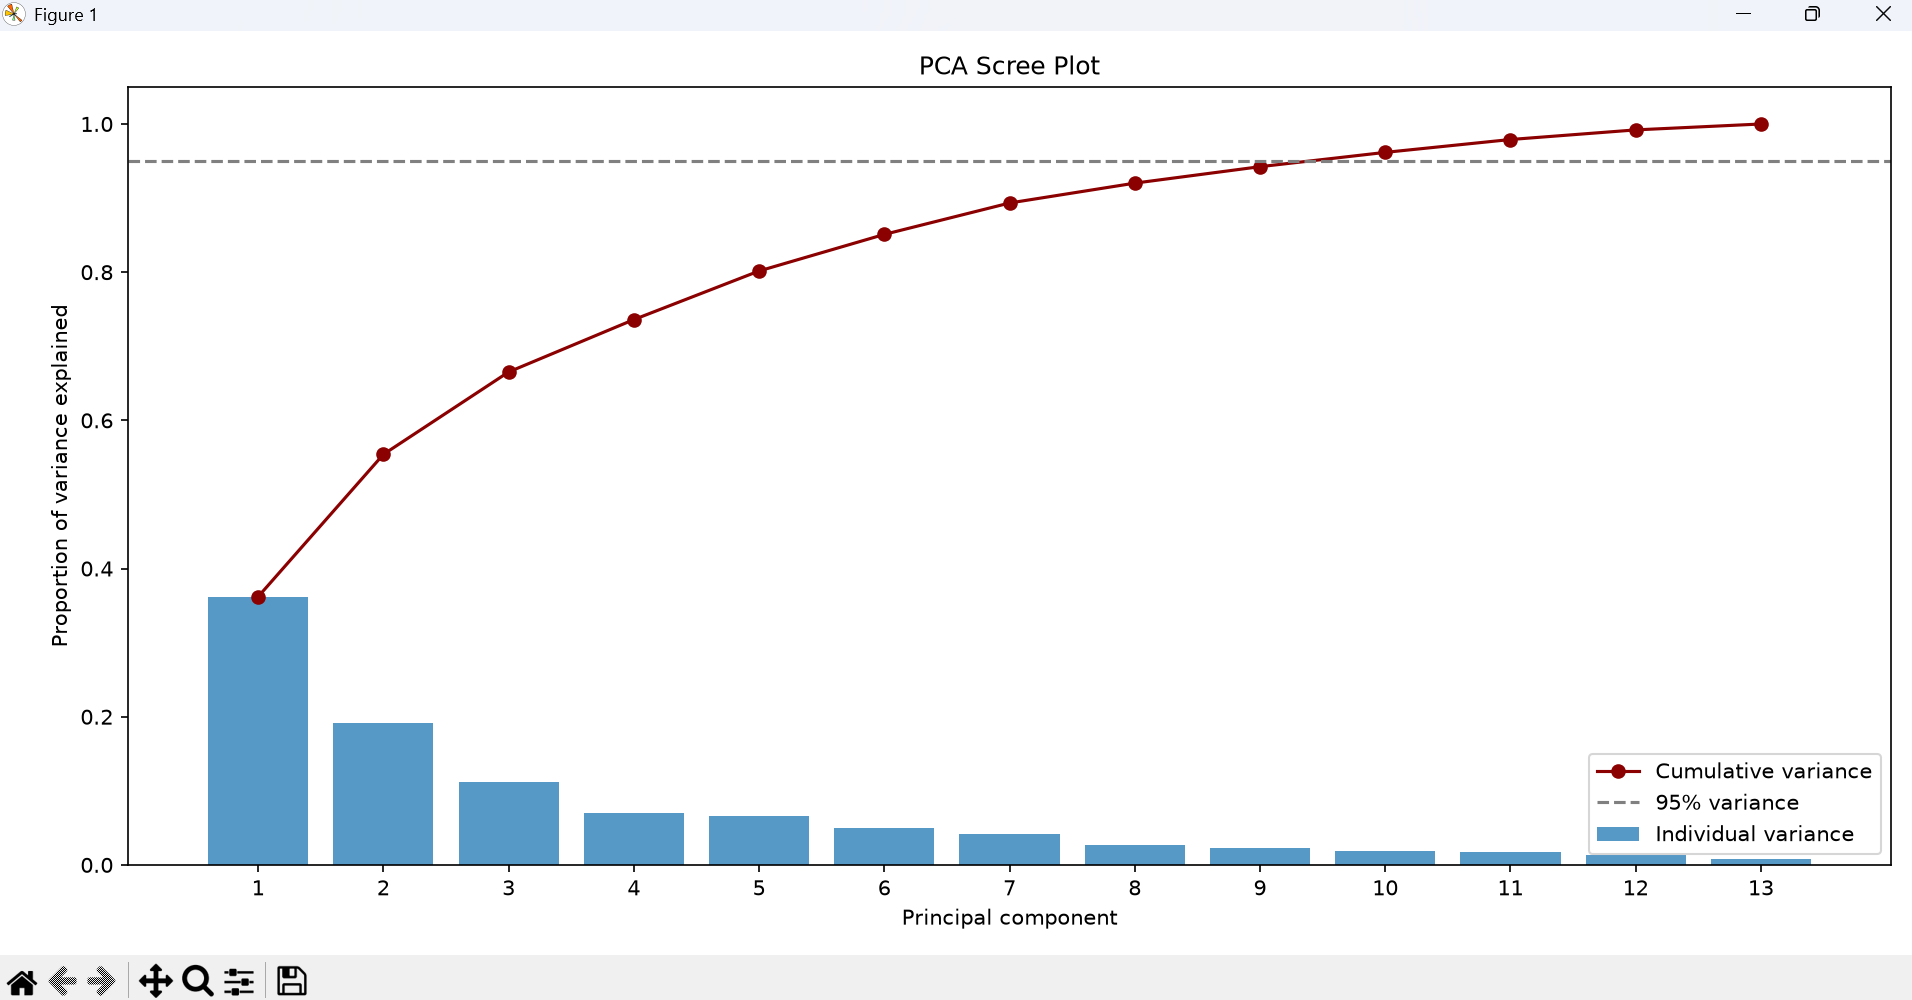 Figure 1
PCA Scree Plot
1.0
0.8
0.6
0.4
0.2
0.0
Proportion of variance explained
1 2 3 4 5 6 7 8 9 10 11 12 13
Principal component
Cumulative variance
95% variance
Individual variance